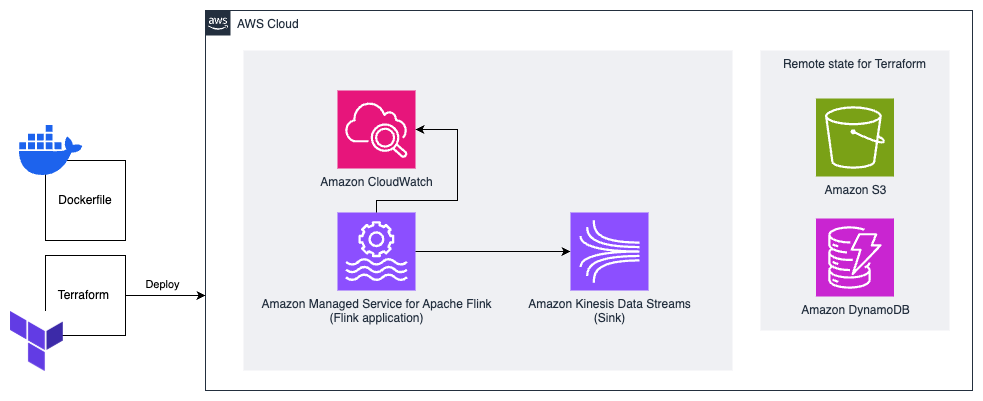 aws
AWS Cloud
Remote state for Terraform
Amazon CloudWatch
Amazon S3
Dockerfile
Terraform
Deploy
Amazon Managed Service for Apache Flink
(Flink application)
Amazon Kinesis Data Streams
(Sink)
Amazon DynamoDB